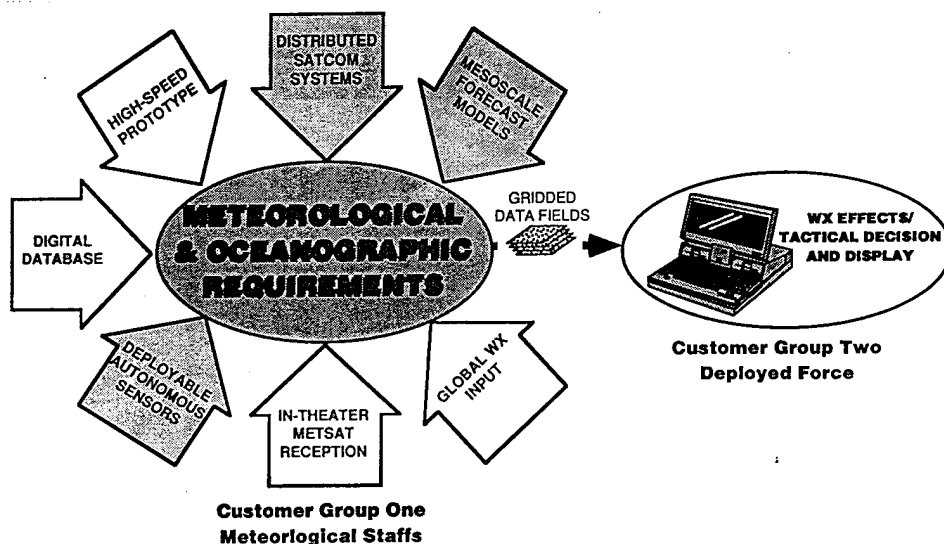 DISTRIBUTED
SATCOM
SYSTEMS
HIGH-SPEED
PROTOTYPE
MESOSCALE
FORECAST
MODELS
DIGITAL
DATABASE
METEOROLOGICAL
& OCEANOGRAPHIC
REQUIREMENTS
GRIDDED
DATA FIELDS
WX EFFECTS/
TACTICAL DECISION
AND DISPLAY
DEPLOYABLE
AUTONOMOUS
SENSORS
IN-THEATER
METSAT
RECEPTION
GLOBAL WX
INPUT
Customer Group Two
Deployed Force
Customer Group One
Meteorlogical Staffs